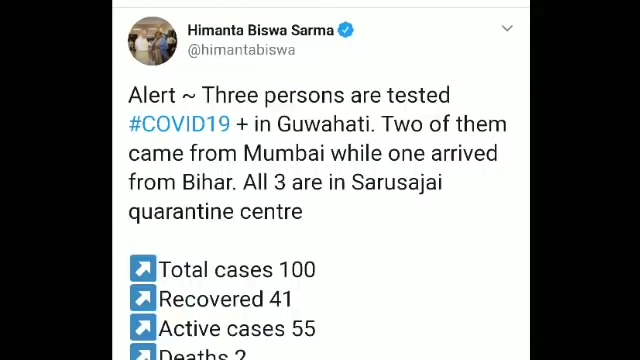 Himanta Biswa Sarma
@himantabiswa
Alert ~ Three persons are tested
#COVID19 + in Guwahati. Two of them
came from Mumbai while one arrived
from Bihar. All 3 are in Sarusajai
quarantine centre
↗Total cases 100
↗Recovered 41
↗Active cases 55
↗Deaths 2